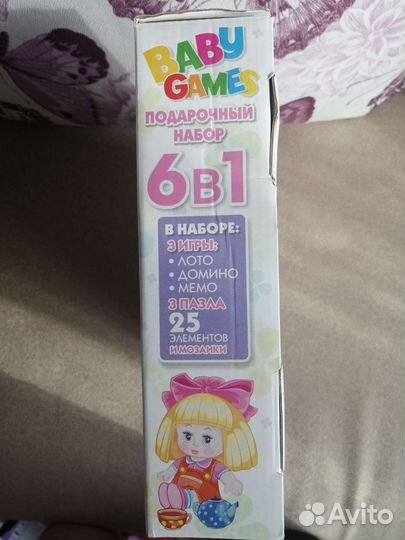 BABY
GAMES
ПОДАРОЧНЫЙ
НАБОР
6В1
В НАБОРЕ:
3 ИГРЫ:
• ЛОТО
• ДОМИНО
• МЕМО
3 ПАЗЛА
25
ЭЛЕМЕНТОВ
И МОЗАИКИ
Avito